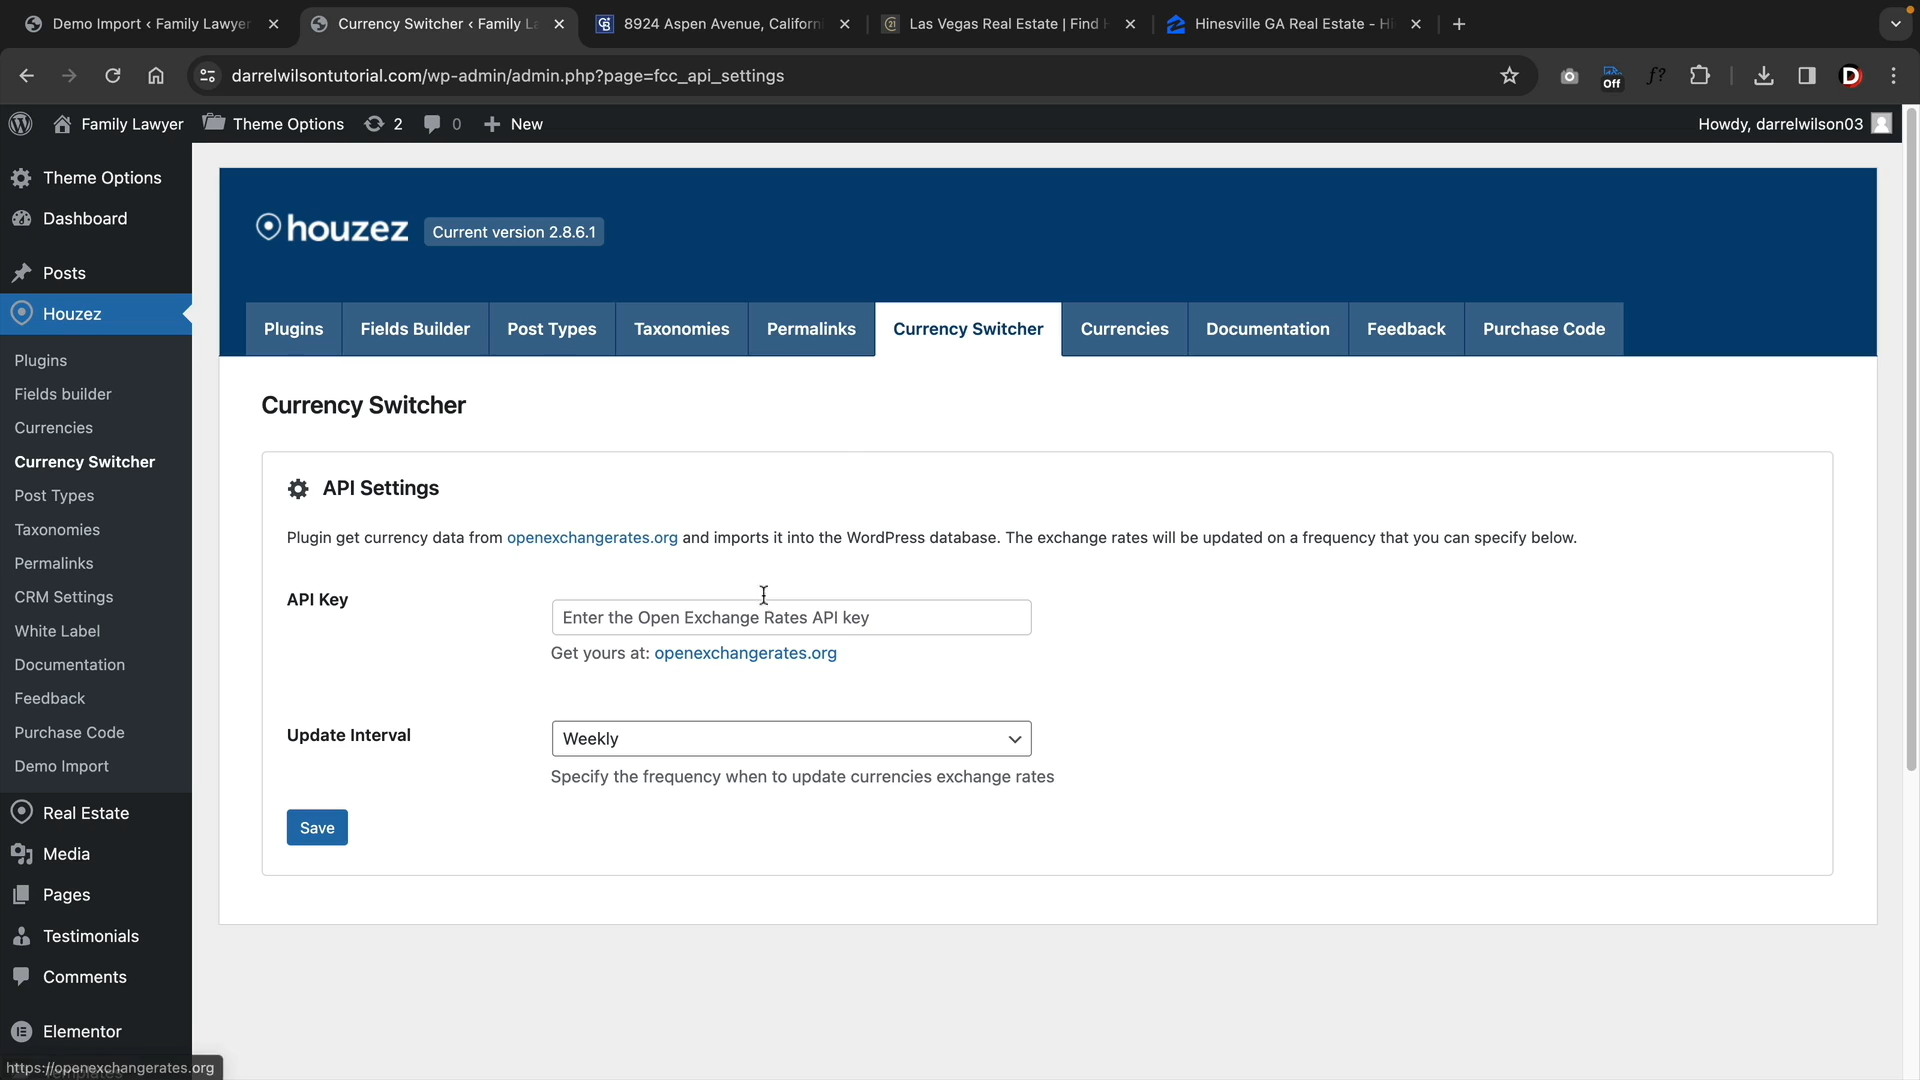 Demo Import ‹ Family Lawyer
Currency Switcher ‹ Family La
8924 Aspen Avenue, Californi
Las Vegas Real Estate | Find H
Hinesville GA Real Estate - Hi
darrelwilsontutorial.com/wp-admin/admin.php?page=fcc_api_settings
Off
f?
D
Family Lawyer
Theme Options
2
0
New
Howdy, darrelwilson03
Theme Options
Dashboard
Posts
Houzez
Plugins
Fields builder
Currencies
Currency Switcher
Post Types
Taxonomies
Permalinks
CRM Settings
White Label
Documentation
Feedback
Purchase Code
Demo Import
Real Estate
Media
Pages
Testimonials
Comments
Elementor
https://openexchangerates.org
houzez
Current version 2.8.6.1
Plugins
Fields Builder
Post Types
Taxonomies
Permalinks
Currency Switcher
Currencies
Documentation
Feedback
Purchase Code
Currency Switcher
API Settings
Plugin get currency data from openexchangerates.org and imports it into the WordPress database. The exchange rates will be updated on a frequency that you can specify below.
API Key
Enter the Open Exchange Rates API key
Get yours at: openexchangerates.org
Update Interval
Weekly
Specify the frequency when to update currencies exchange rates
Save